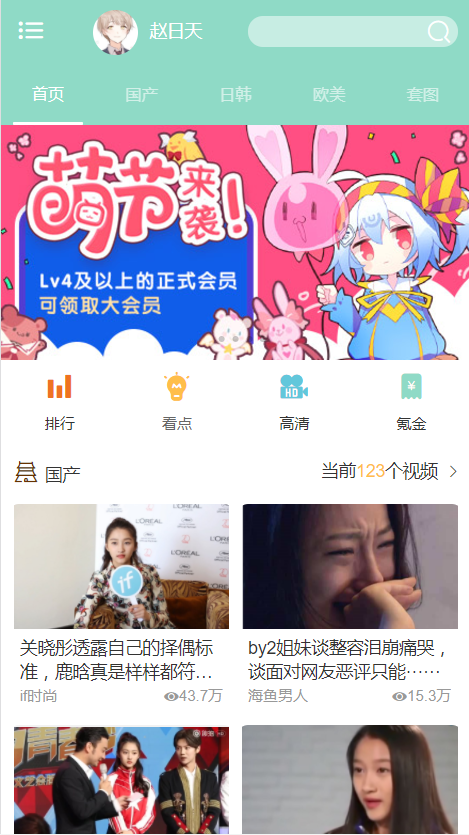 赵日天
首页 国产 日韩 欧美 套图
萌节来袭!
Lv4及以上的正式会员
可领取大会员
HD ¥
排行 看点 高清 氪金
国产 当前123个视频
L'ORÉAL
if
关晓彤透露自己的择偶标 by2姐妹谈整容泪崩痛哭，
准，鹿晗真是样样都符… 谈面对网友恶评只能……
if时尚 43.7万 海鱼男人 15.3万